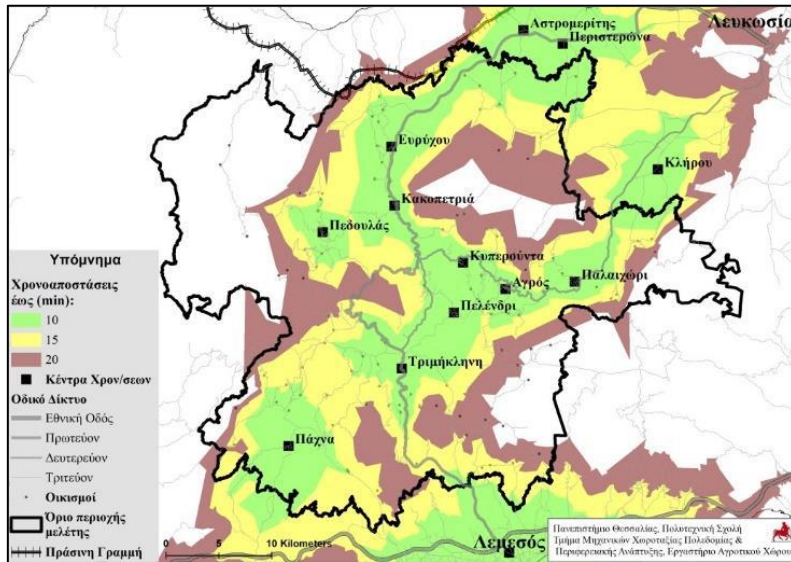 Αστρομερίτης
Λευκωσία
Περιστερώνα
Ευρύχου
Κλήρου
Κακοπετριά
Πεδουλάς
Κυπερούντα
Αγρός
Παλαιχώρι
Πελένδρι
Τριμήκληνη
Πάχνα
Λεμεσός
Υπόμνημα
Χρονοαποστάσεις
έως (min):
10
15
20
Κέντρα Χρον/σεων
Οδικό Δίκτυο
Εθνική Οδός
Πρωτεύον
Δευτερεύον
Τριτεύον
Οικισμοί
Όριο περιοχής
μελέτης
Πράσινη Γραμμή
0 5 10 Kilometers
Πανεπιστήμιο Θεσσαλίας, Πολυτεχνική Σχολή
Τμήμα Μηχανικών Χωροταξίας Πολεοδομίας &
Περιφερειακής Ανάπτυξης, Εργαστήριο Αγροτικού Χώρου